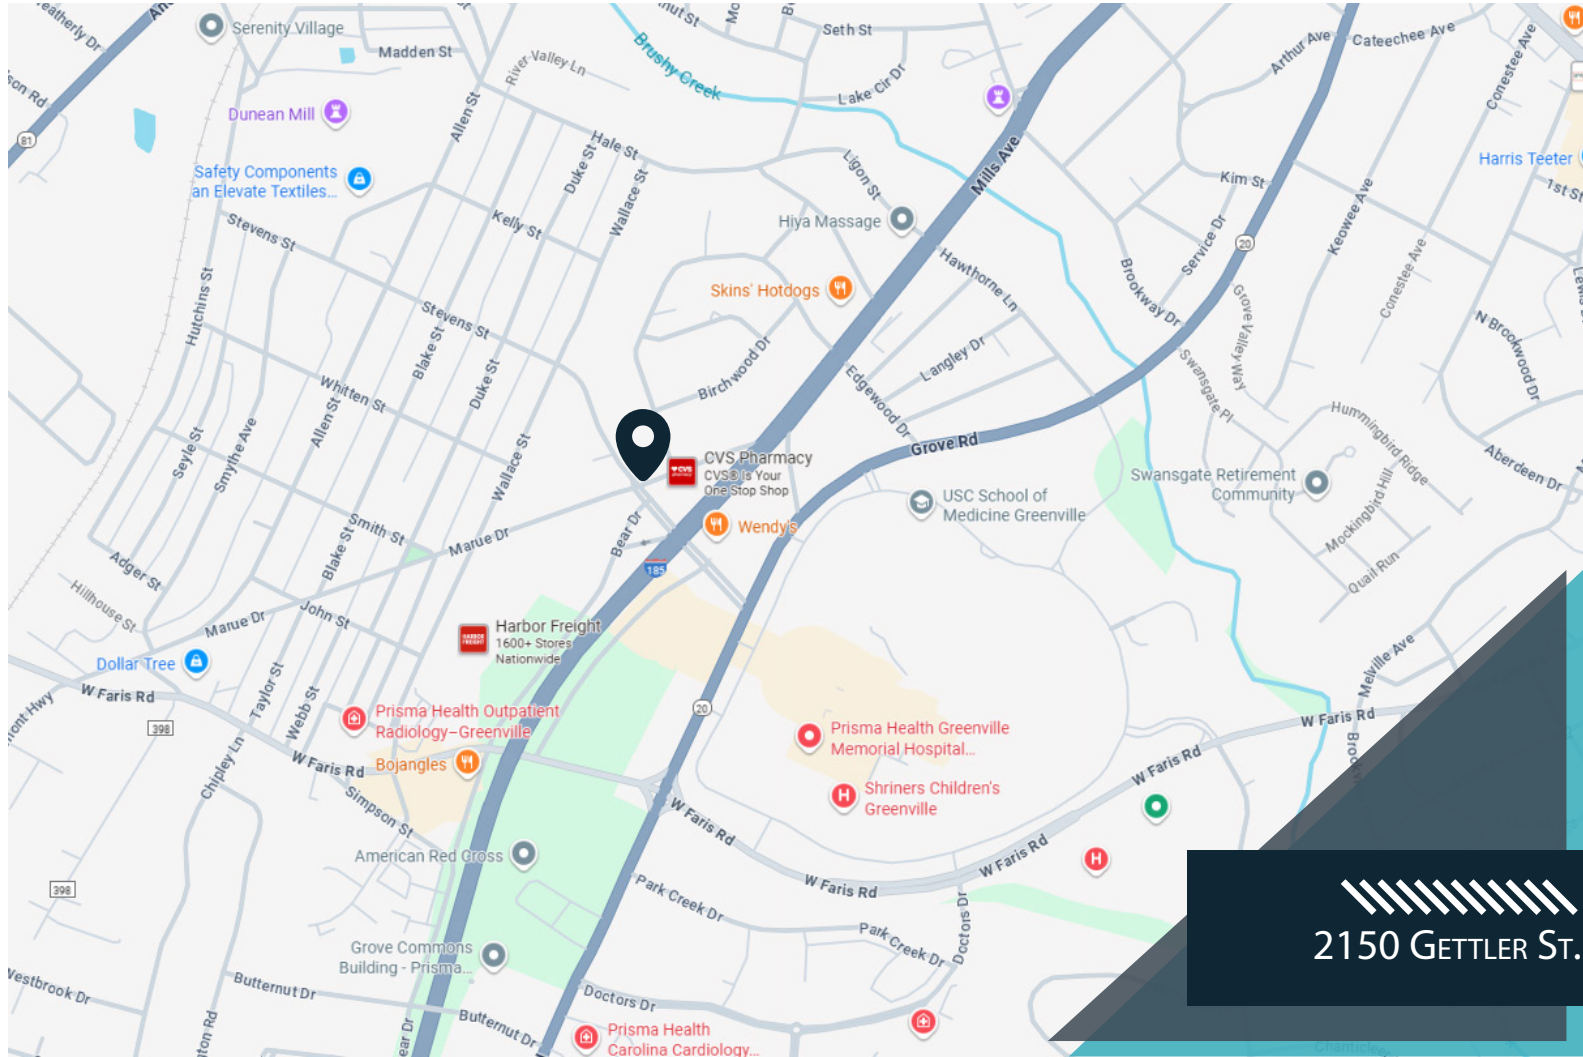 Serenity Village
Madden St
River Valley Ln
Seth St
Lake Cir Dr
Brushy Creek
Arthur Ave
Cateechee Ave
Conestee Ave
Dunean Mill
Allen St
81
Safety Components
an Elevate Textiles...
Hale St
Duke St
Wallace St
Ligon St
Mills Ave
Kim St
Harris Teeter
1st St
Stevens St
Kelly St
Hiya Massage
Hawthorne Ln
Service Dr
20
Keowee Ave
Brookway Dr
Conestee Ave
Grove Valley Way
Hutchins St
Skins' Hotdogs
Stevens St
Blake St
Duke St
Birchwood Dr
Langley Dr
Edgewood Dr
N Brookwood Dr
Swansgate Pl
Whitten St
Allen St
Seyle St
Smythe Ave
Wallace St
Hummingbird Ridge
Grove Rd
CVS Pharmacy
CVS® is Your
One Stop Shop
Aberdeen Dr
Swansgate Retirement
Community
Mockingbird Hill
USC School of
Medicine Greenville
Wendy's
Smith St
Marue Dr
Bear Dr
Blake St
185
Quail Run
Adger St
Hillhouse St
Marue Dr
John St
Harbor Freight
1600+ Stores
Nationwide
Dollar Tree
W Faris Rd
Taylor St
Webb St
Melville Ave
398
20
W Faris Rd
Prisma Health Outpatient
Radiology–Greenville
Prisma Health Greenville
Memorial Hospital...
Chipley Ln
W Faris Rd
Bojangles
W Faris Rd
Shriners Children's
Greenville
Simpson St
W Faris Rd
American Red Cross
W Faris Rd
W Faris Rd
398
Park Creek Dr
Park Creek Dr
Doctors Dr
2150 Gettler St.
Grove Commons
Building - Prisma...
Westbrook Dr
Butternut Dr
Doctors Dr
Butternut Dr
Prisma Health
Carolina Cardiology...